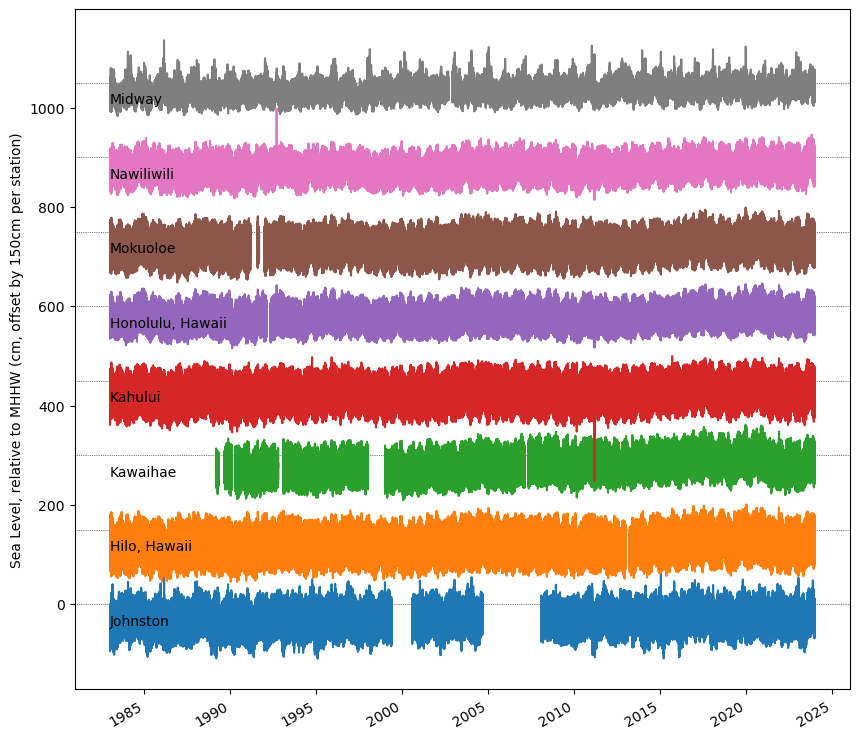 Sea Level, relative to MHHW (cm, offset by 150cm per station)
1000
800
600
400
200
0
Midway
Nawiliwili
Mokuoloe
Honolulu, Hawaii
Kahului
Kawaihae
Hilo, Hawaii
Johnston
1985
1990
1995
2000
2005
2010
2015
2020
2025